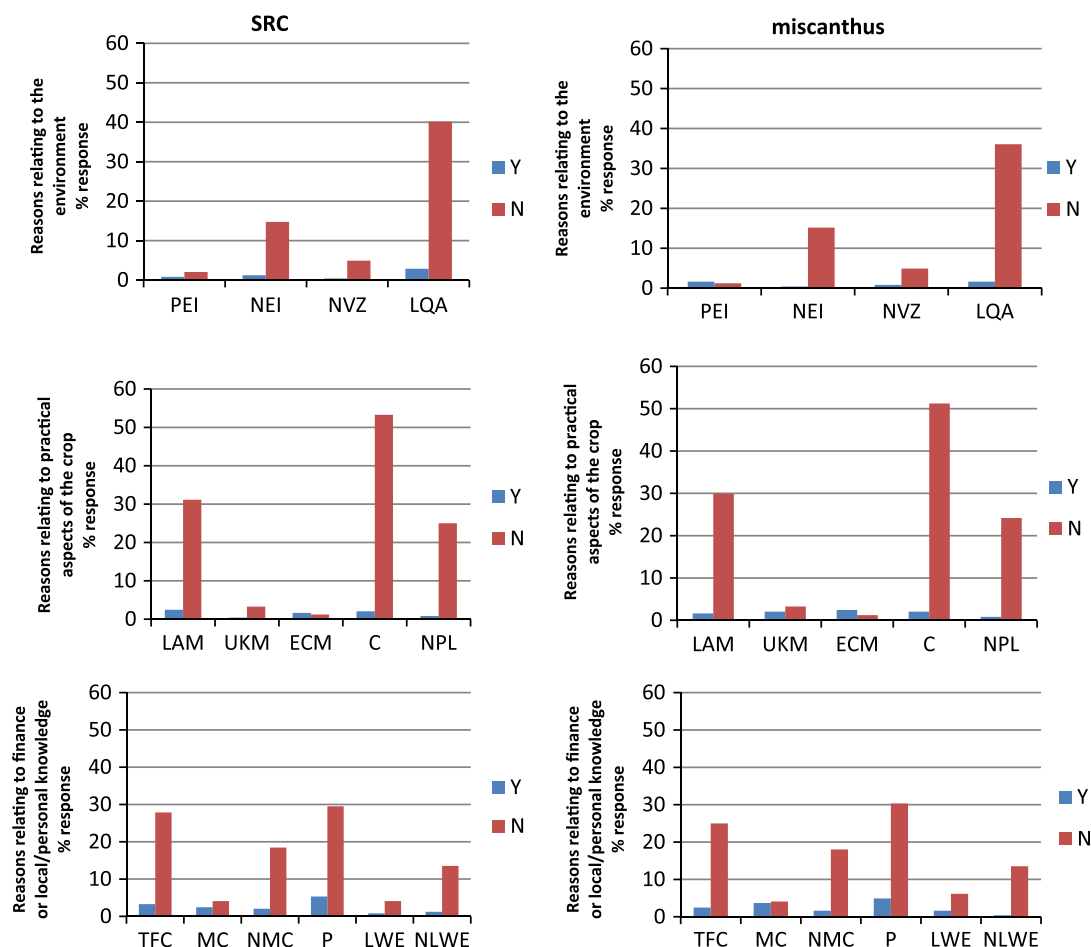 SRC
Reasons relating to the
environment
% response
60
50
40
30
20
10
0
PEI NEI NVZ LQA
Y
N
miscanthus
Reasons relating to the
environment
% response
60
50
40
30
20
10
0
PEI NEI NVZ LQA
Y
N
Reasons relating to practical
aspects of the crop
% response
60
50
40
30
20
10
0
LAM UKM ECM C NPL
Y
N
Reasons relating to practical
aspects of the crop
% response
60
50
40
30
20
10
0
LAM UKM ECM C NPL
Y
N
Reasons relating to finance
or local/personal knowledge
% response
60
50
40
30
20
10
0
TFC MC NMC P LWE NLWE
Y
N
Reasons relating to finance
or local/personal knowledge
% response
60
50
40
30
20
10
0
TFC MC NMC P LWE NLWE
Y
N